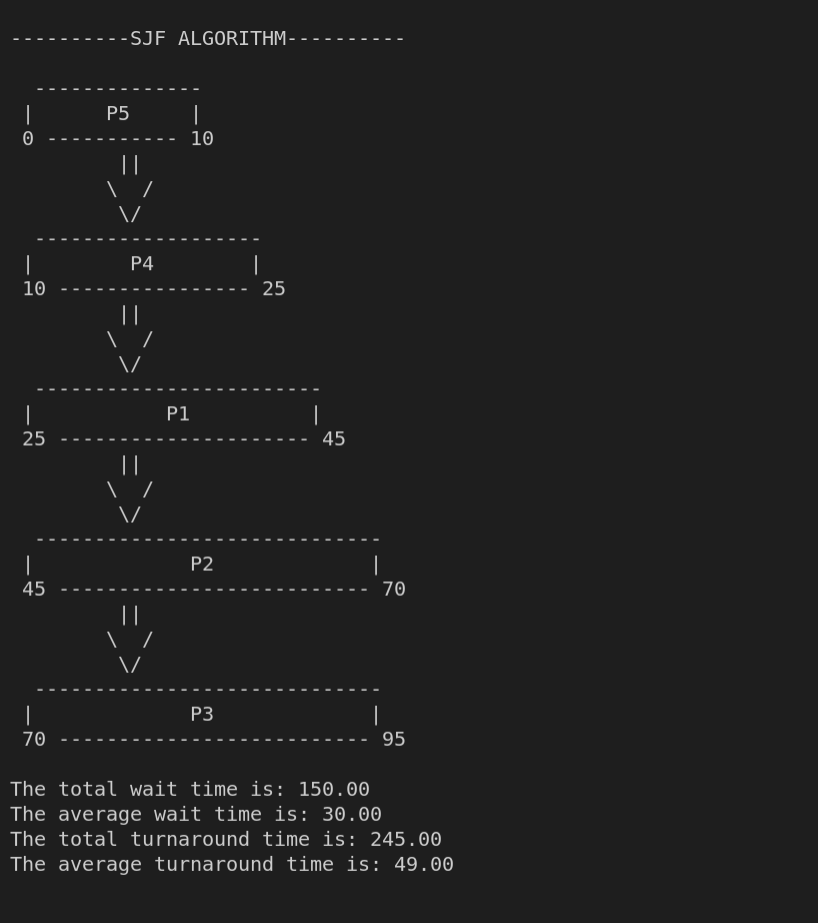 ----------SJF ALGORITHM----------
  --------------
 |      P5     |
 0 ----------- 10
         ||
        \  /
         \/
  -------------------
 |        P4        |
 10 ---------------- 25
         ||
        \  /
         \/
  ------------------------
 |           P1          |
 25 --------------------- 45
         ||
        \  /
         \/
  -----------------------------
 |             P2             |
 45 -------------------------- 70
         ||
        \  /
         \/
  -----------------------------
 |             P3             |
 70 -------------------------- 95
The total wait time is: 150.00
The average wait time is: 30.00
The total turnaround time is: 245.00
The average turnaround time is: 49.00